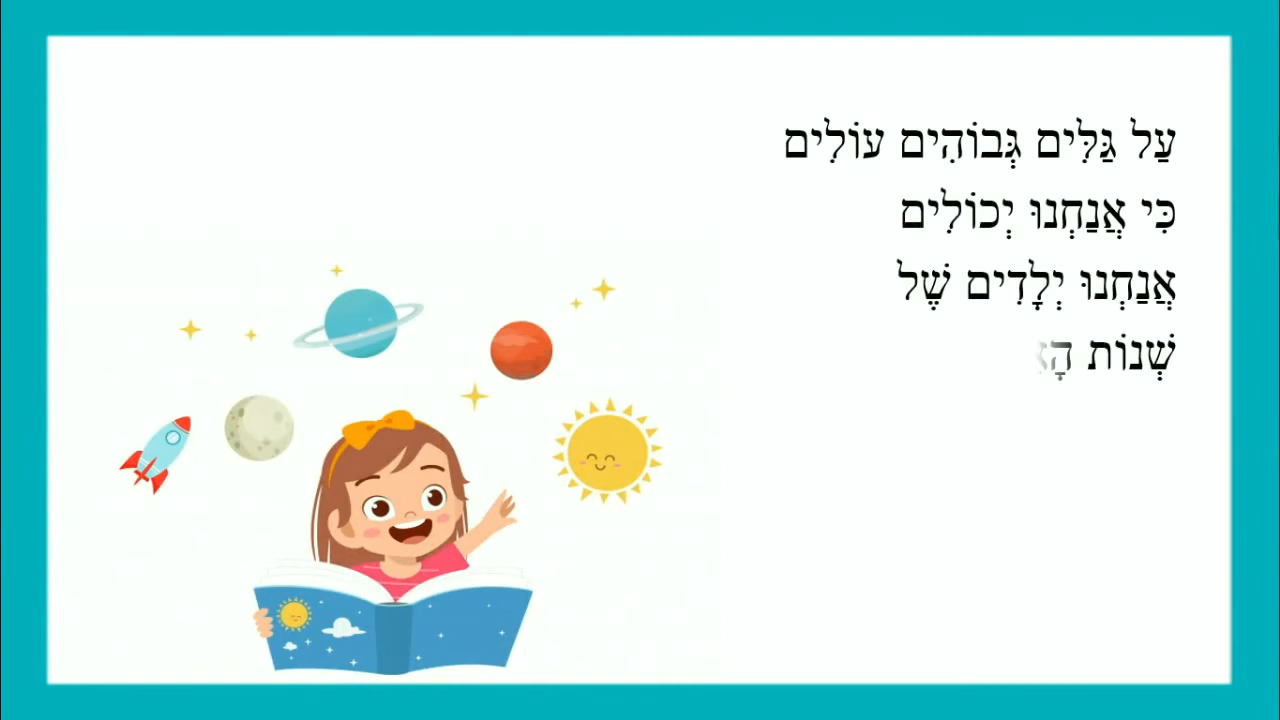 עַל גַּלִּים גְּבוֹהִים עוֹלִים
כִּי אֲנַחְנוּ יְכוֹלִים
אֲנַחְנוּ יְלָדִים שֶׁל
שְׁנוֹת